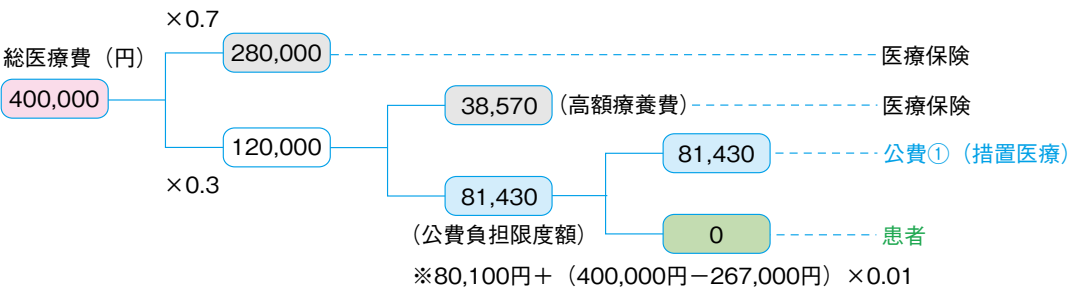 ×0.7
総医療費（円）
280,000
医療保険
400,000
38,570
（高額療養費）
医療保険
120,000
×0.3
81,430
公費①（措置医療）
81,430
（公費負担限度額）
0
患者
※80,100円＋（400,000円－267,000円）×0.01